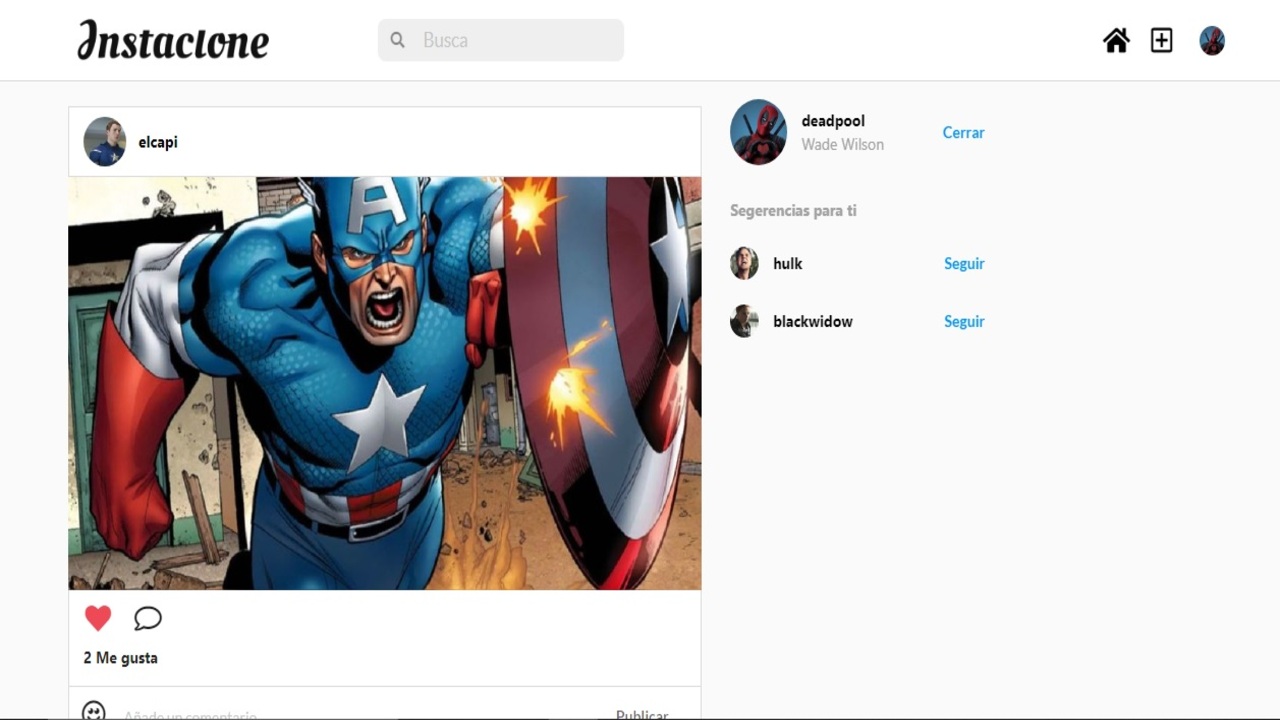 Instaclone
Busca
elcapi
A
2 Me gusta
Añade un comentario
Publicar
deadpool
Wade Wilson
Cerrar
Segerencias para ti
hulk
Seguir
blackwidow
Seguir